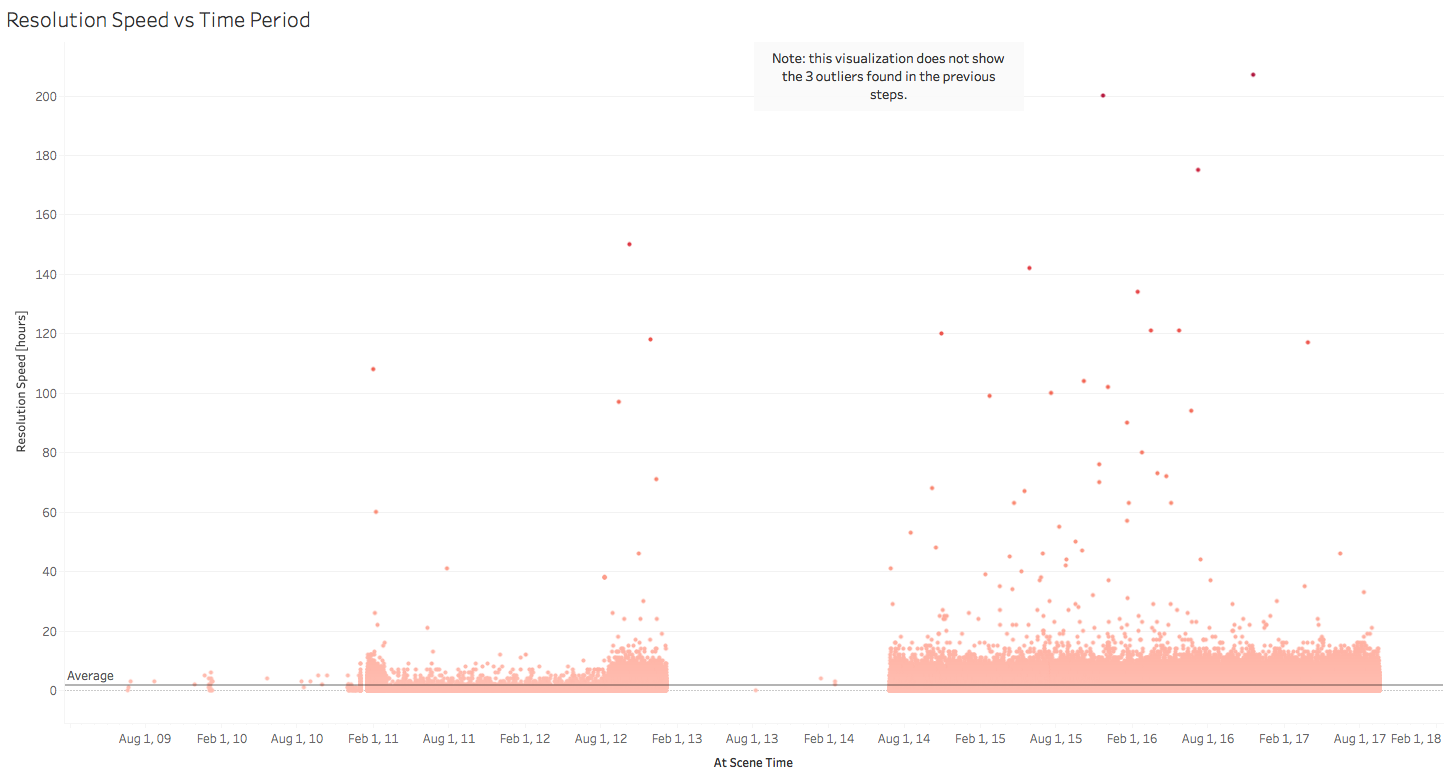 Resolution Speed vs Time Period
Note: this visualization does not show
the 3 outliers found in the previous
steps.
200
180
160
140
120
100
80
60
40
20
0
Resolution Speed [hours]
Average
Aug 1, 09 Feb 1, 10 Aug 1, 10 Feb 1, 11 Aug 1, 11 Feb 1, 12 Aug 1, 12 Feb 1, 13 Aug 1, 13 Feb 1, 14 Aug 1, 14 Feb 1, 15 Aug 1, 15 Feb 1, 16 Aug 1, 16 Feb 1, 17 Aug 1, 17 Feb 1, 18
At Scene Time